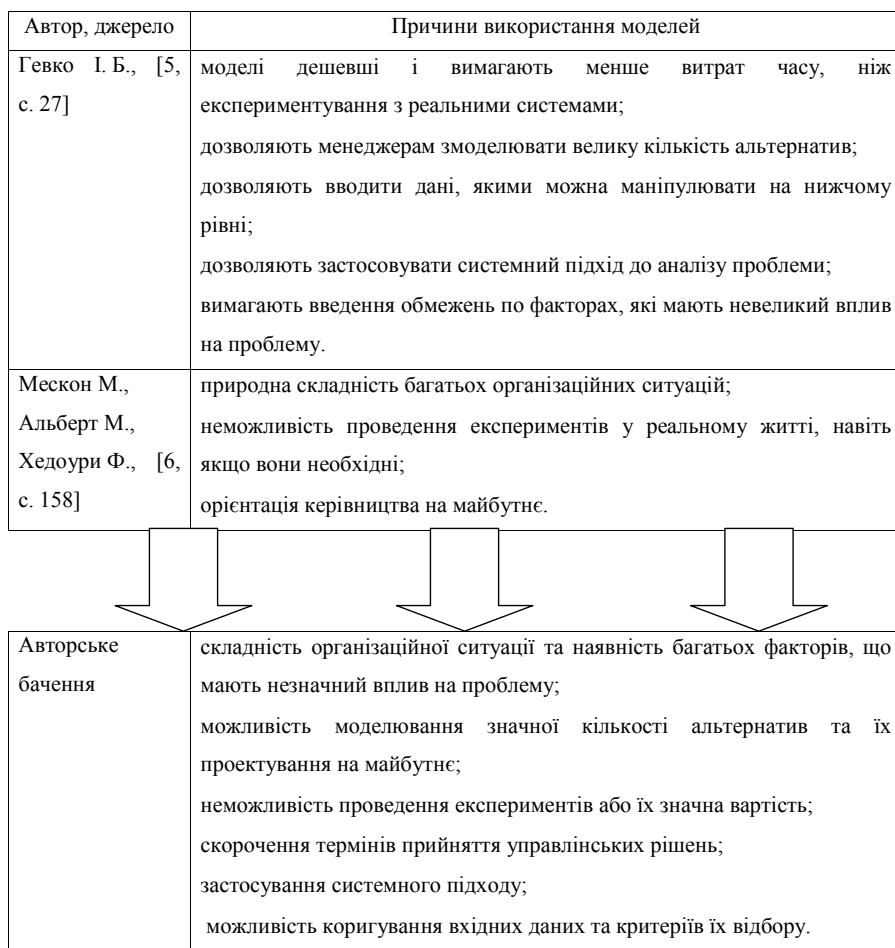 Автор, джерело Причини використання моделей
Гевко І. Б., [5, моделі дешевші і вимагають менше витрат часу, ніж
с. 27] експериментування з реальними системами;
дозволяють менеджерам змоделювати велику кількість альтернатив;
дозволяють вводити дані, якими можна маніпулювати на нижчому
рівні;
дозволяють застосовувати системний підхід до аналізу проблеми;
вимагають введення обмежень по факторах, які мають невеликий вплив
на проблему.
Мескон М., природна складність багатьох організаційних ситуацій;
Альберт М., неможливість проведення експериментів у реальному житті, навіть
Хедоури Ф., [6, якщо вони необхідні;
с. 158] орієнтація керівництва на майбутнє.
Авторське складність організаційної ситуації та наявність багатьох факторів, що
бачення мають незначний вплив на проблему;
можливість моделювання значної кількості альтернатив та їх
проектування на майбутнє;
неможливість проведення експериментів або їх значна вартість;
скорочення термінів прийняття управлінських рішень;
застосування системного підходу;
можливість коригування вхідних даних та критеріїв їх відбору.